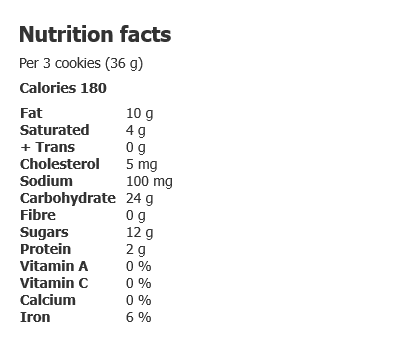 Nutrition facts
Per 3 cookies (36 g)
Calories 180
Fat 10 g
Saturated 4 g
+ Trans 0 g
Cholesterol 5 mg
Sodium 100 mg
Carbohydrate 24 g
Fibre 0 g
Sugars 12 g
Protein 2 g
Vitamin A 0 %
Vitamin C 0 %
Calcium 0 %
Iron 6 %